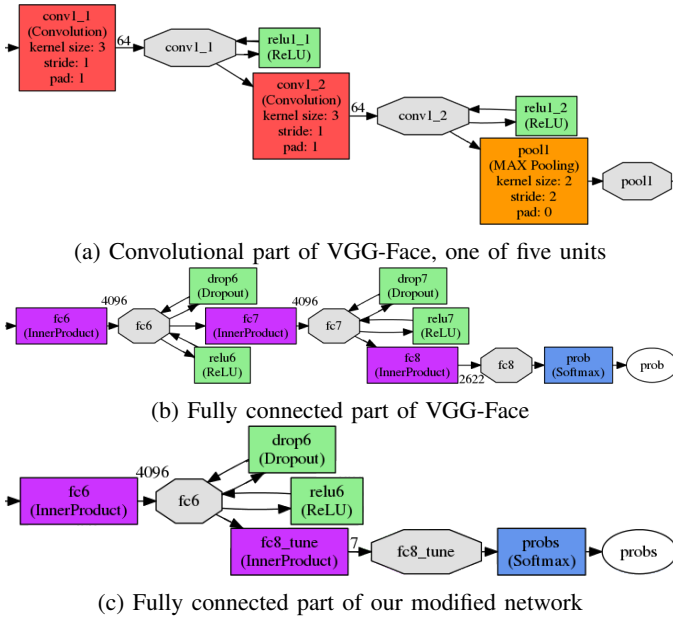 conv1_1
(Convolution)
kernel size: 3
stride: 1
pad: 1
64
conv1_1
relu1_1
(ReLU)
conv1_2
(Convolution)
kernel size: 3
stride: 1
pad: 1
64
conv1_2
relu1_2
(ReLU)
pool1
(MAX Pooling)
kernel size: 2
stride: 2
pad: 0
pool1
(a) Convolutional part of VGG-Face, one of five units
fc6
(InnerProduct)
4096
fc6
drop6
(Dropout)
relu6
(ReLU)
fc7
(InnerProduct)
4096
fc7
drop7
(Dropout)
relu7
(ReLU)
fc8
(InnerProduct)
2622
fc8
prob
(Softmax)
prob
(b) Fully connected part of VGG-Face
fc6
(InnerProduct)
4096
fc6
drop6
(Dropout)
relu6
(ReLU)
fc8_tune
(InnerProduct)
7
fc8_tune
probs
(Softmax)
probs
(c) Fully connected part of our modified network